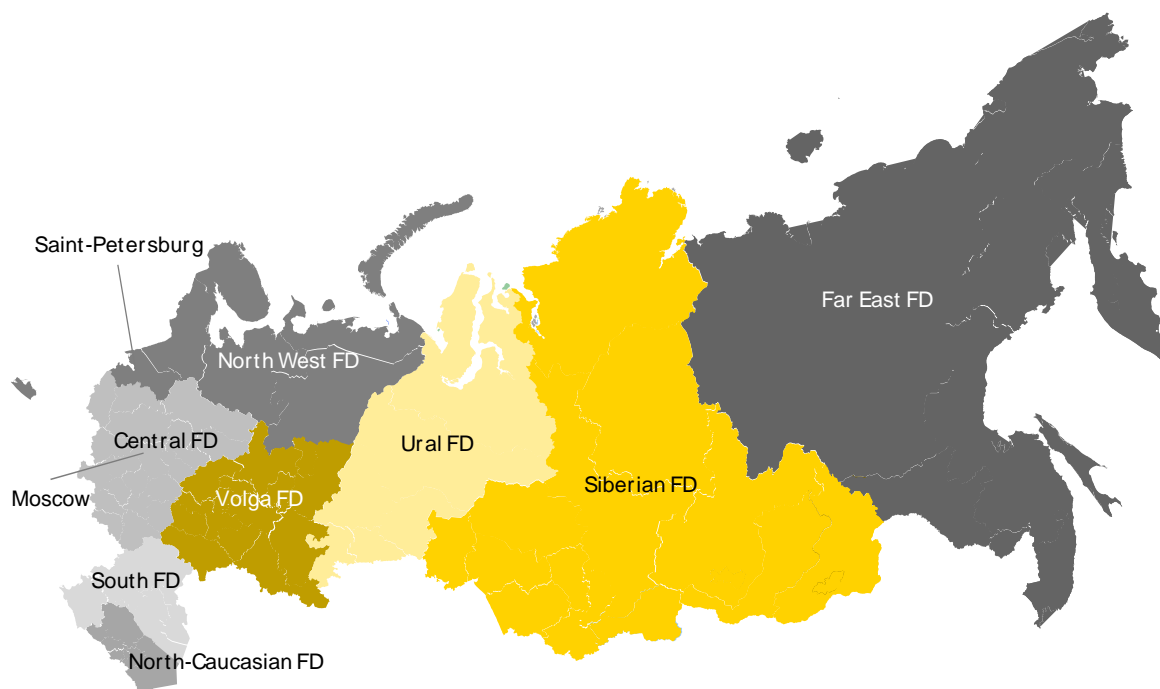 Saint-Petersburg
Far East FD
North West FD
Central FD
Ural FD
Siberian FD
Moscow
Volga FD
South FD
North-Caucasian FD